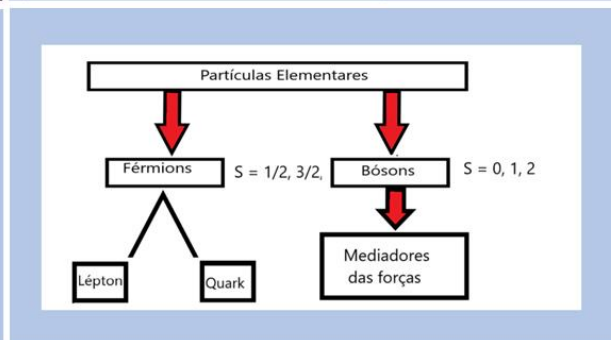 Partículas Elementares
Férmions
S = 1/2, 3/2,
Bósons
S = 0, 1, 2
Lépton
Quark
Mediadores
das forças